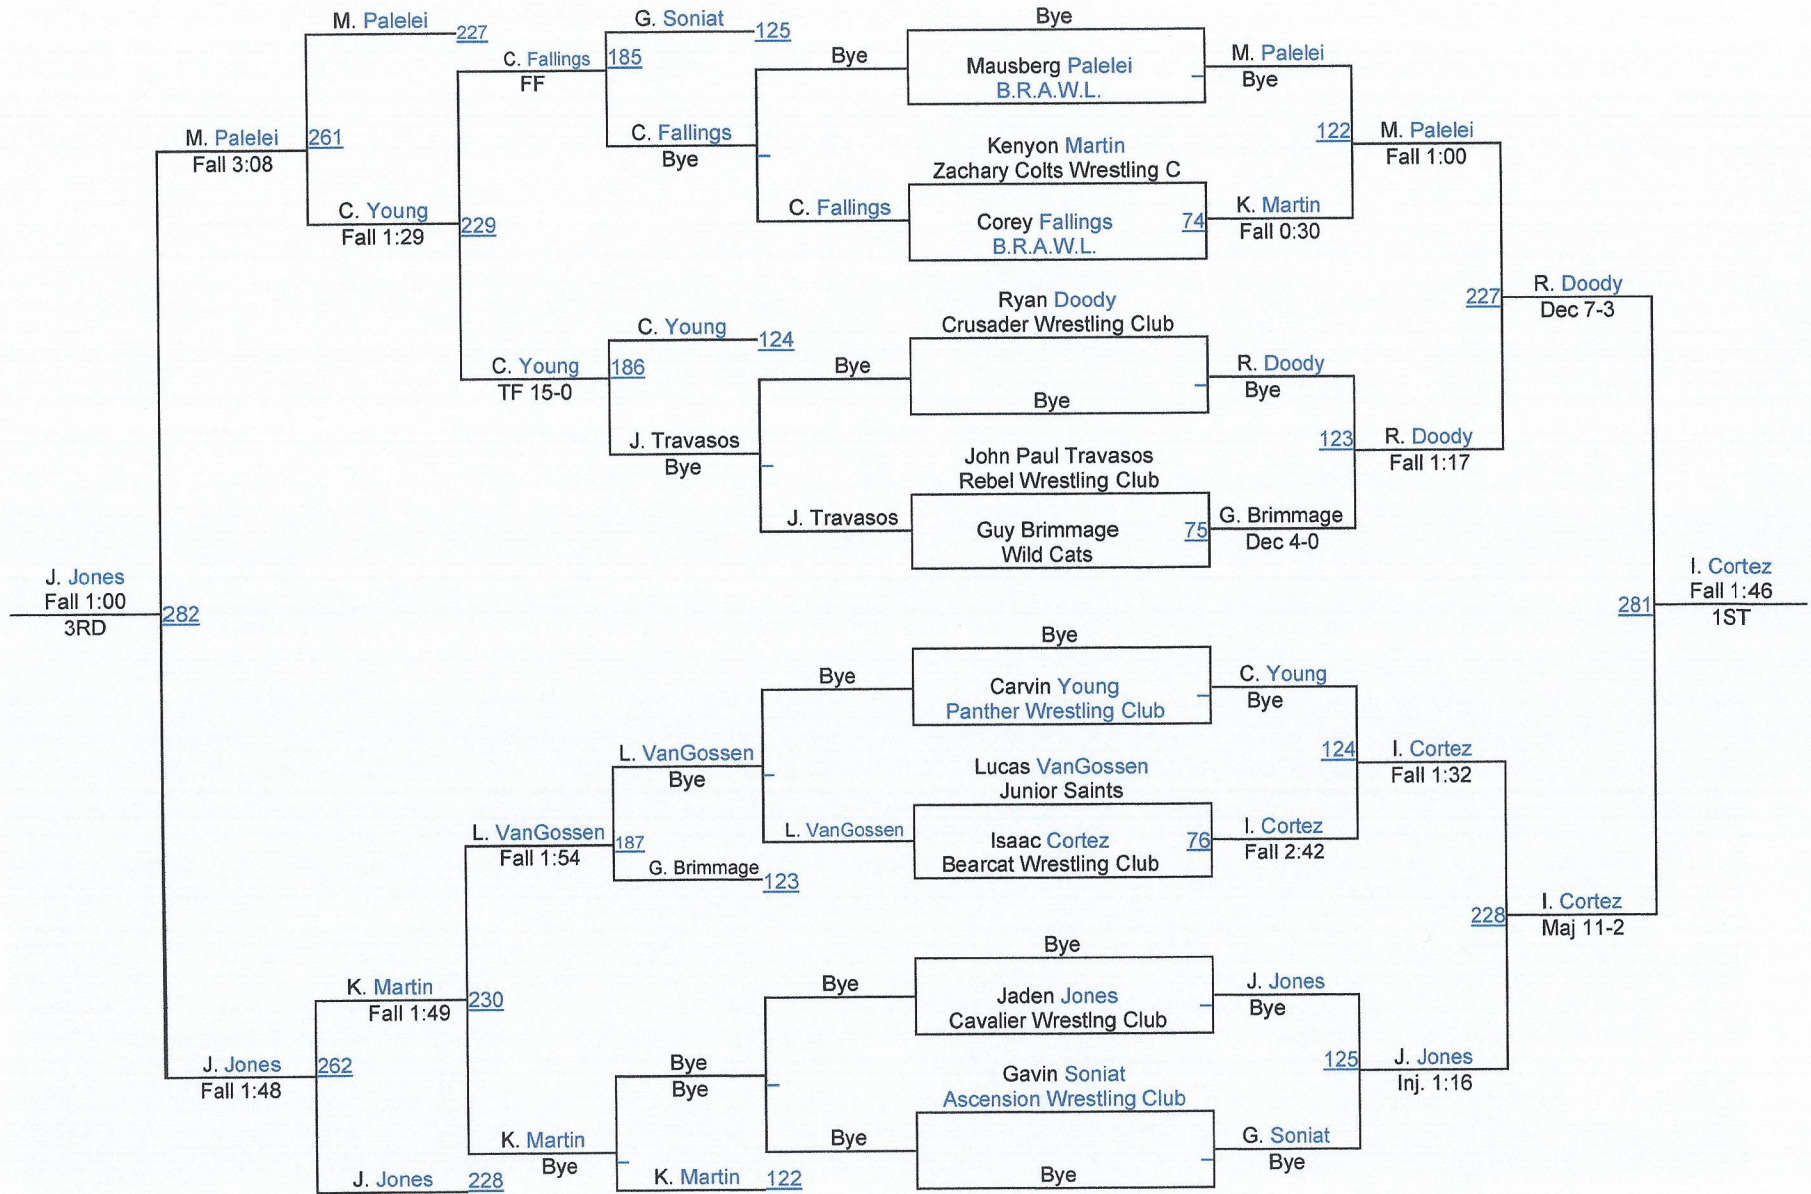 M. Palelei
227
G. Soniat
125
Bye
C. Fallings
185
FF
Bye
Mausberg Palelei
B.R.A.W.L.
M. Palelei
Bye
M. Palelei
261
Fall 3:08
C. Fallings
Bye
Kenyon Martin
Zachary Colts Wrestling C
122
M. Palelei
Fall 1:00
C. Young
Fall 1:29
229
C. Fallings
Corey Fallings
B.R.A.W.L.
74
K. Martin
Fall 0:30
Ryan Doody
Crusader Wrestling Club
227
R. Doody
Dec 7-3
C. Young
124
C. Young
186
TF 15-0
Bye
Bye
R. Doody
Bye
J. Travasos
Bye
John Paul Travasos
Rebel Wrestling Club
123
R. Doody
Fall 1:17
J. Travasos
Guy Brimmage
Wild Cats
75
G. Brimmage
Dec 4-0
J. Jones
Fall 1:00
3RD
282
281
I. Cortez
Fall 1:46
1ST
Bye
Bye
Carvin Young
Panther Wrestling Club
C. Young
Bye
L. VanGossen
Bye
Lucas VanGossen
Junior Saints
124
I. Cortez
Fall 1:32
L. VanGossen
Fall 1:54
187
L. VanGossen
Isaac Cortez
Bearcat Wrestling Club
76
I. Cortez
Fall 2:42
G. Brimmage
123
228
I. Cortez
Maj 11-2
Bye
K. Martin
Fall 1:49
230
Bye
Jaden Jones
Cavalier Wrestlng Club
J. Jones
Bye
J. Jones
Fall 1:48
262
Bye
Bye
Gavin Soniat
Ascension Wrestling Club
125
J. Jones
Inj. 1:16
K. Martin
Bye
Bye
Bye
G. Soniat
Bye
J. Jones
228
K. Martin
122